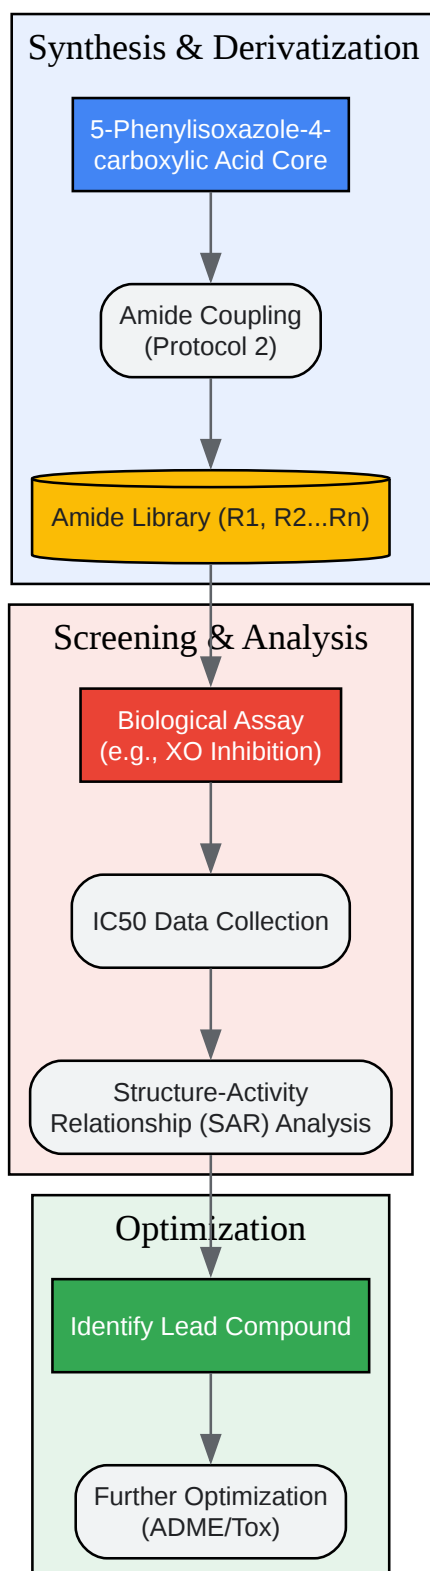 Synthesis & Derivatization
5-Phenylisoxazole-4-
carboxylic Acid Core
Amide Coupling
(Protocol 2)
Amide Library (R1, R2...Rn)
Screening & Analysis
Biological Assay
(e.g., XO Inhibition)
IC50 Data Collection
Structure-Activity
Relationship (SAR) Analysis
Optimization
Identify Lead Compound
Further Optimization
(ADME/Tox)